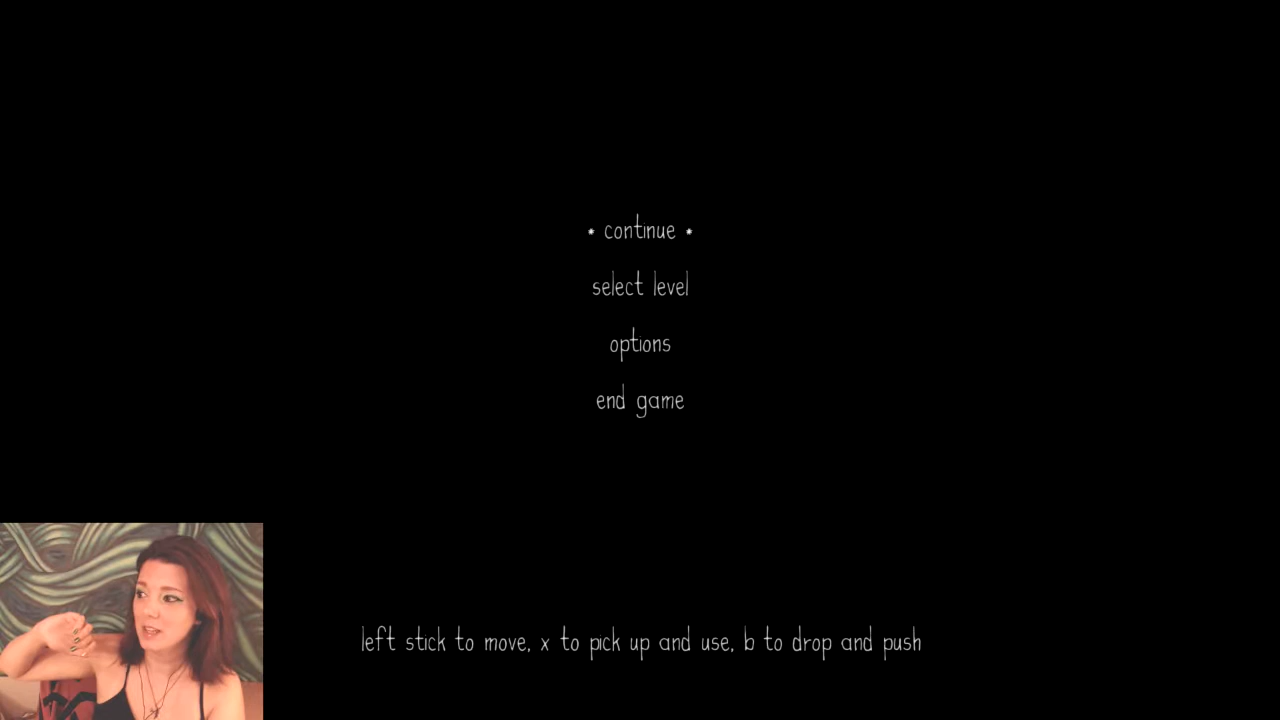 * continue *
select level
options
end game
left stick to move, x to pick up and use, b to drop and push